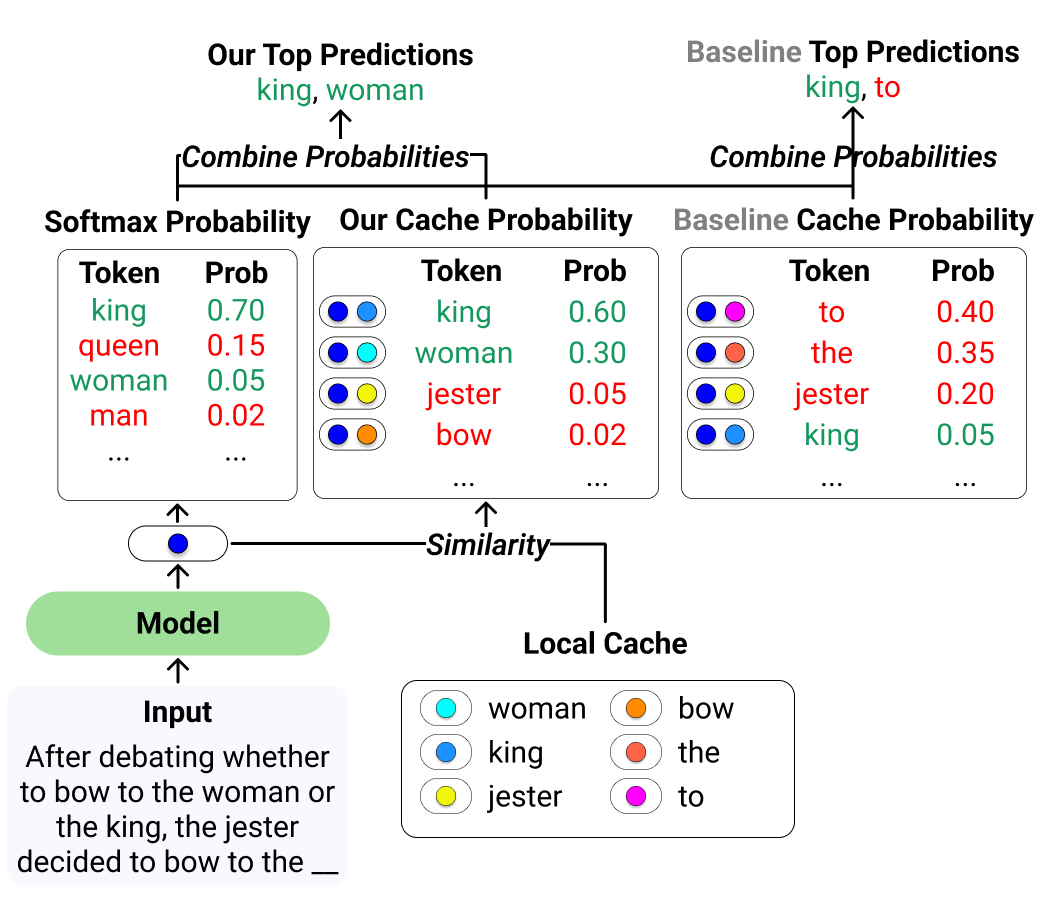 Our Top Predictions
king, woman
Baseline Top Predictions
king, to
Combine Probabilities
Combine Probabilities
Softmax Probability
Token Prob
king 0.70
queen 0.15
woman 0.05
man 0.02
... ...
Our Cache Probability
Token Prob
king 0.60
woman 0.30
jester 0.05
bow 0.02
... ...
Baseline Cache Probability
Token Prob
to 0.40
the 0.35
jester 0.20
king 0.05
... ...
Similarity
Model
Input
After debating whether
to bow to the woman or
the king, the jester
decided to bow to the __
Local Cache
woman bow
king the
jester to